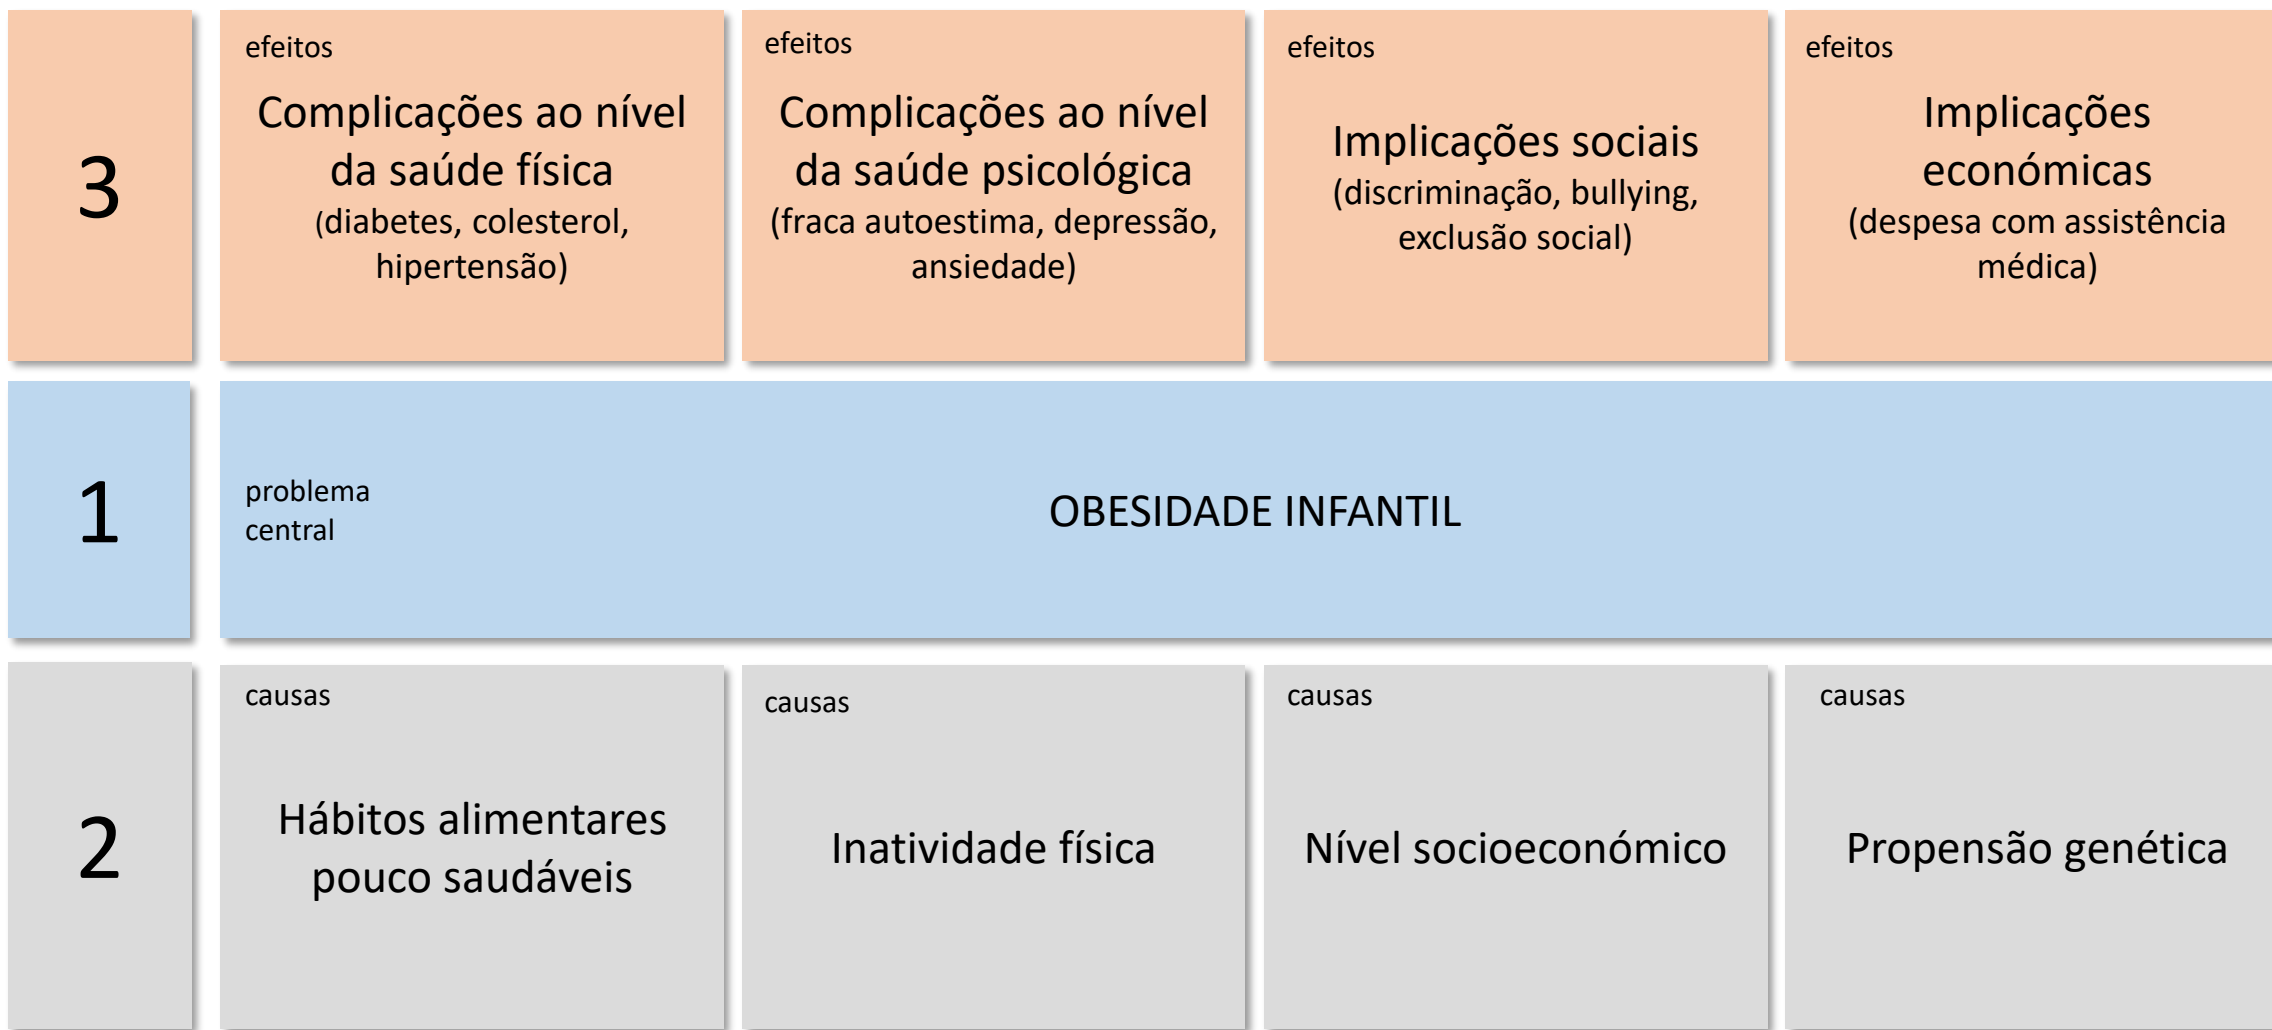 3
efeitos
Complicações ao nível
da saúde física
(diabetes, colesterol,
hipertensão)
efeitos
Complicações ao nível
da saúde psicológica
(fraca autoestima, depressão,
ansiedade)
efeitos
Implicações sociais
(discriminação, bullying,
exclusão social)
efeitos
Implicações
económicas
(despesa com assistência
médica)
1
problema
central
OBESIDADE INFANTIL
2
causas
Hábitos alimentares
pouco saudáveis
causas
Inatividade física
causas
Nível socioeconómico
causas
Propensão genética